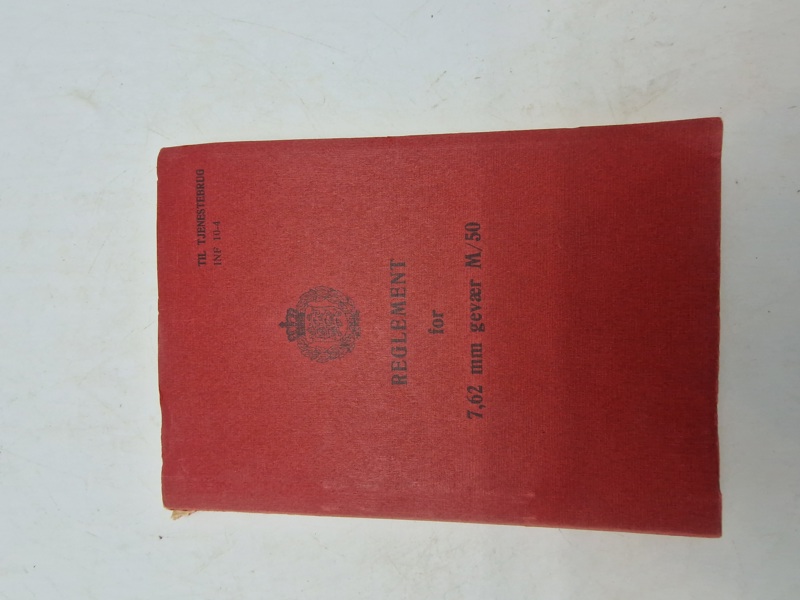 TIL TJENESTEBRUG
INF 10-4
REGLEMENT
for
7,62 mm gevær M/50